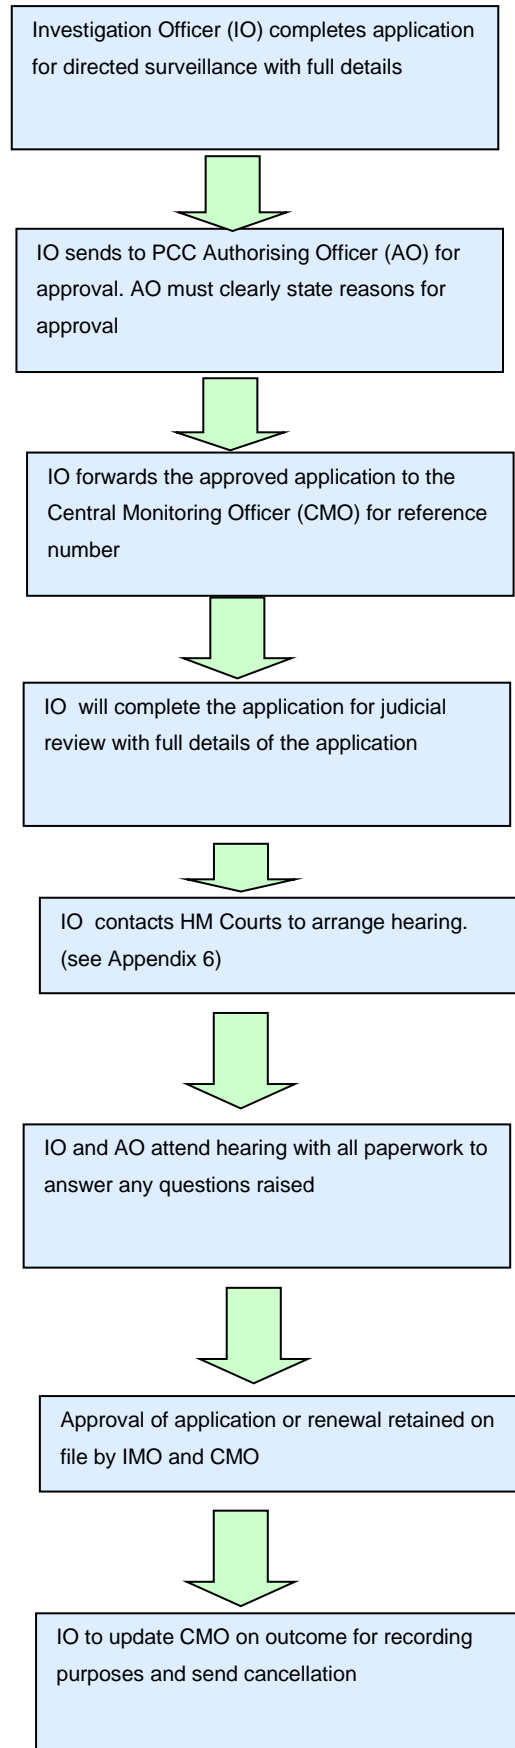 Investigation Officer (IO) completes application
for directed surveillance with full details
IO sends to PCC Authorising Officer (AO) for
approval. AO must clearly state reasons for
approval
IO forwards the approved application to the
Central Monitoring Officer (CMO) for reference
number
IO  will complete the application for judicial
review with full details of the application
IO  contacts HM Courts to arrange hearing.
(see Appendix 6)
IO and AO attend hearing with all paperwork to
answer any questions raised
Approval of application or renewal retained on
file by IMO and CMO
IO to update CMO on outcome for recording
purposes and send cancellation